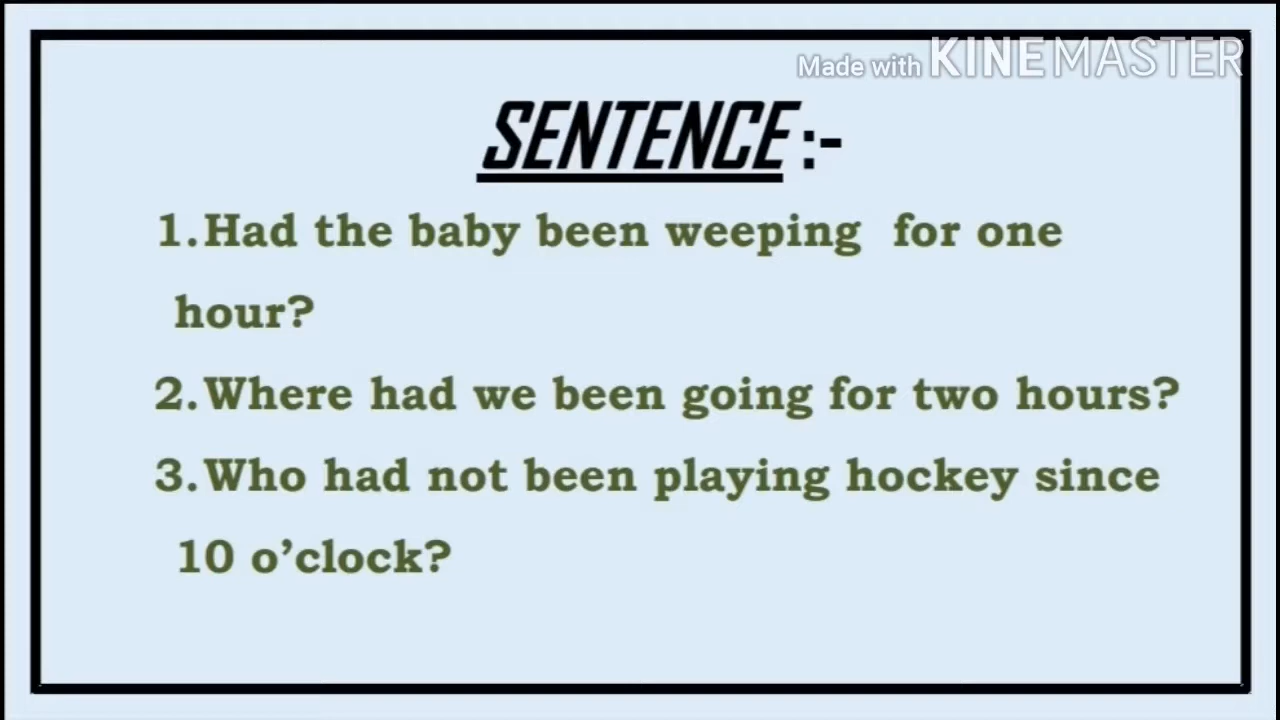 Made with KINEMASTER
SENTENCE :-
1.Had the baby been weeping for one
hour?
2.Where had we been going for two hours?
3.Who had not been playing hockey since
10 o’clock?